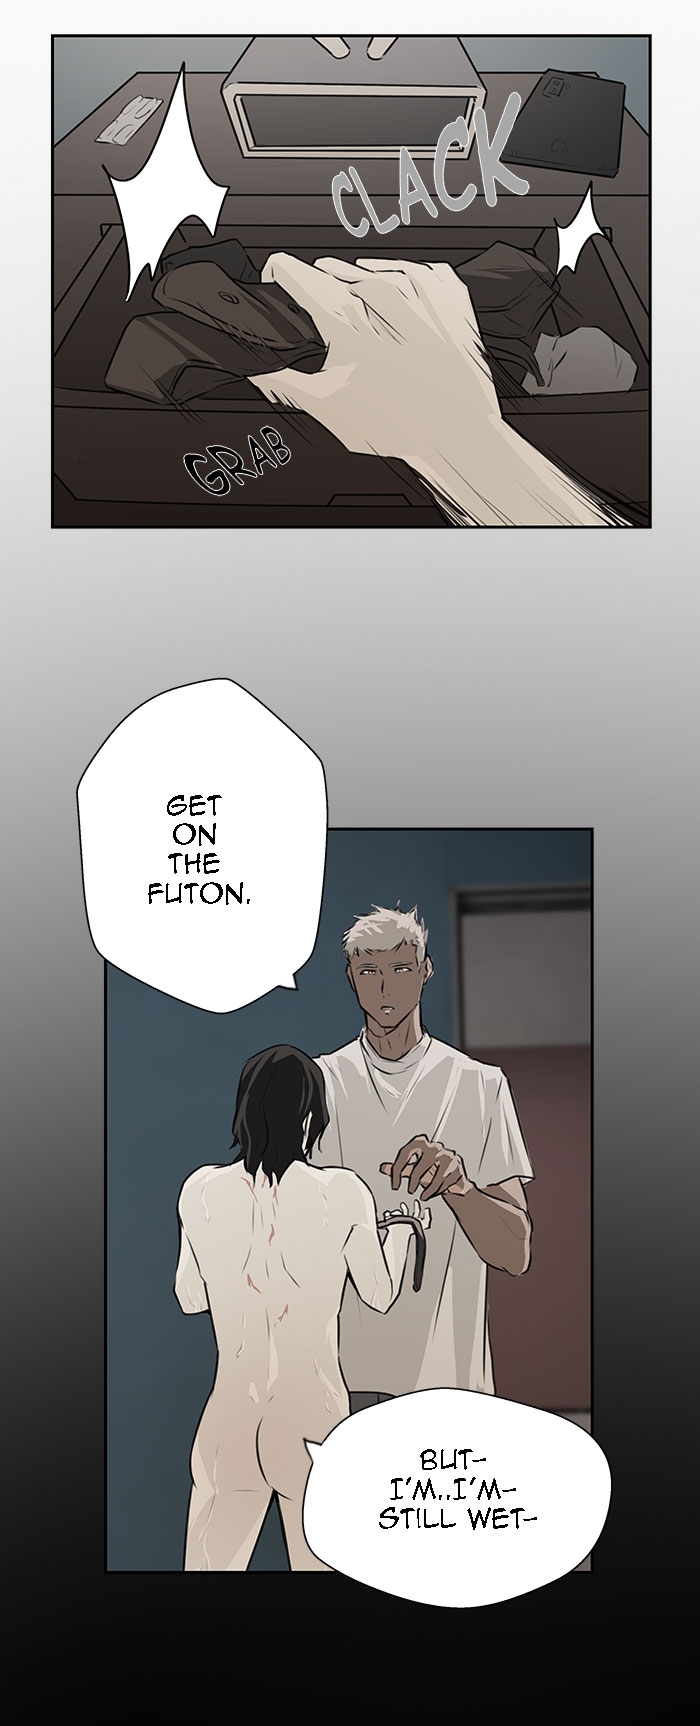 CLACK
GRAB
GET
ON
THE
FUTON.
BUT-
I'M..I'M-
STILL WET-